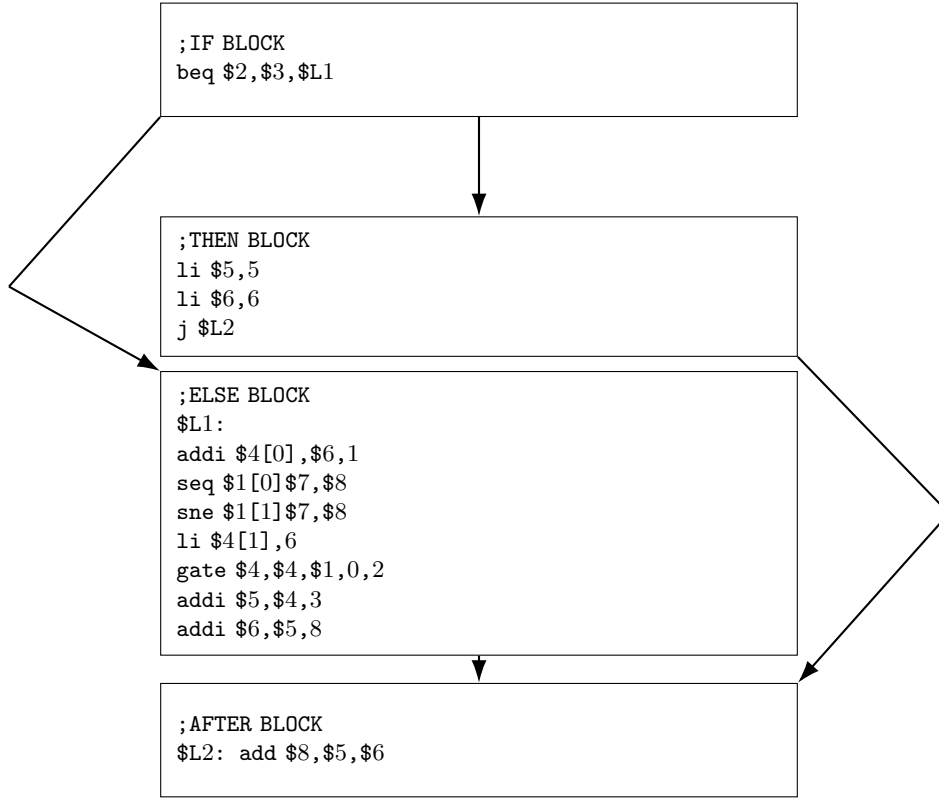 ;IF BLOCK
beq $2,$3,$L1
;THEN BLOCK
li $5,5
li $6,6
j $L2
;ELSE BLOCK
$L1:
addi $4[0],$6,1
seq $1[0]$7,$8
sne $1[1]$7,$8
li $4[1],6
gate $4,$4,$1,0,2
addi $5,$4,3
addi $6,$5,8
;AFTER BLOCK
$L2: add $8,$5,$6